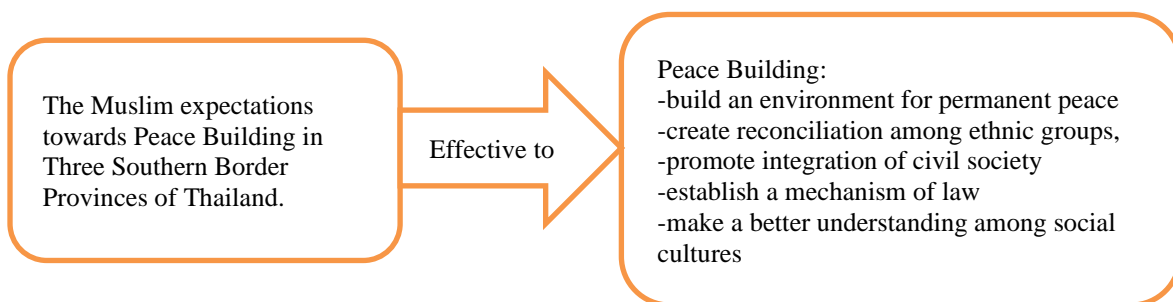 The Muslim expectations
towards Peace Building in
Three Southern Border
Provinces of Thailand.
Effective to
Peace Building:
-build an environment for permanent peace
-create reconciliation among ethnic groups,
-promote integration of civil society
-establish a mechanism of law
-make a better understanding among social
cultures